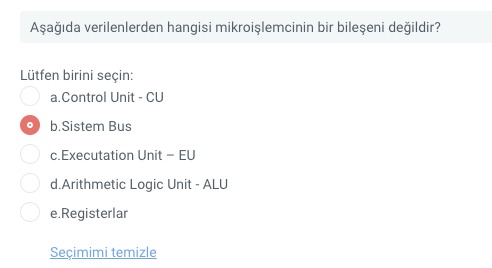 Aşağıda verilenlerden hangisi mikroişlemcinin bir bileşeni değildir?
Lütfen birini seçin:
a.Control Unit - CU
b.Sistem Bus
c.Executation Unit – EU
d.Arithmetic Logic Unit - ALU
e.Registerlar
Seçimimi temizle